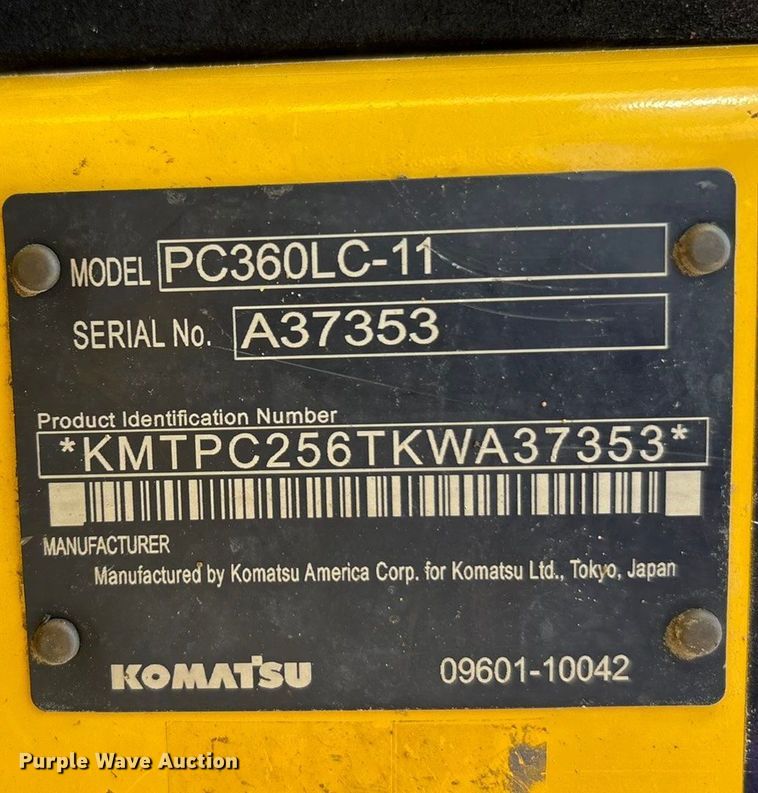 MODEL PC360LC-11
SERIAL No. A37353
Product Identification Number
*KMTPC256TKWA37353*
MANUFACTURER
Manufactured by Komatsu America Corp. for Komatsu Ltd., Tokyo, Japan
KOMATSU 09601-10042
Purple Wave Auction